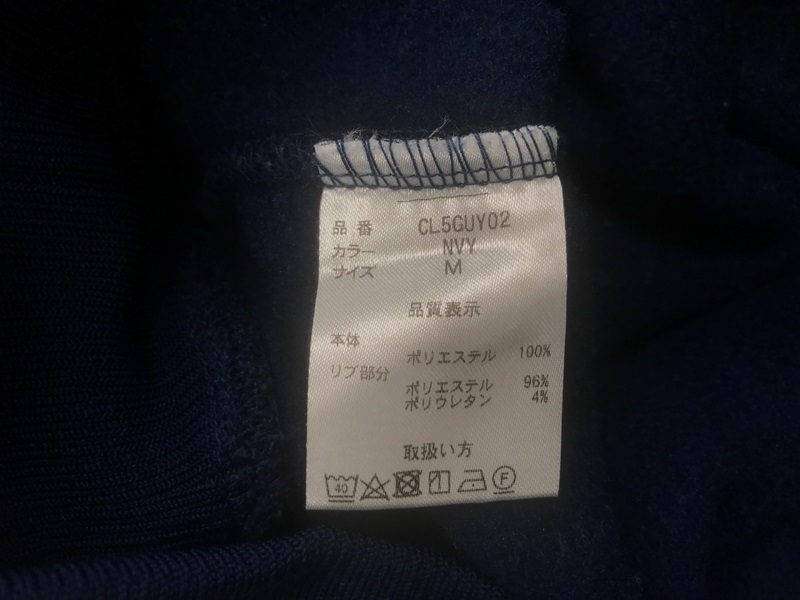 品番 CL5GUY02
カラー NVY
サイズ M
品質表示
本体
ポリエステル 100%
リブ部分
ポリエステル 96%
ポリウレタン 4%
取扱い方
40 F